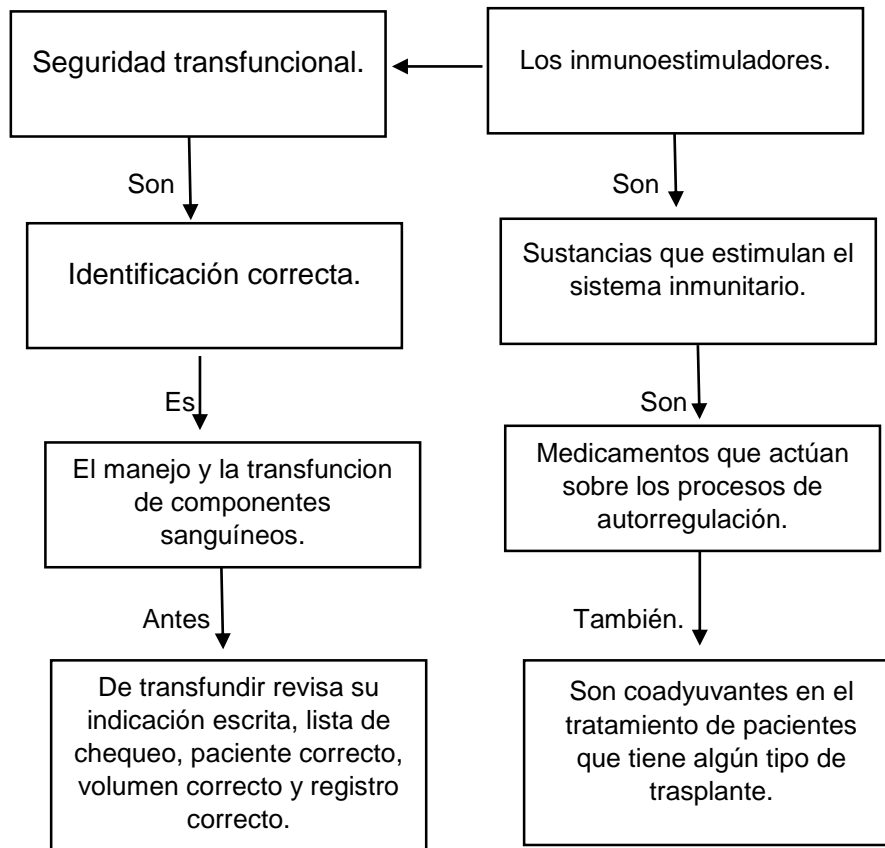 Seguridad transfuncional.
Los inmunoestimuladores.
Son
Son
Identificación correcta.
Sustancias que estimulan el
sistema inmunitario.
Es
Son
El manejo y la transfuncion
de componentes
sanguíneos.
Medicamentos que actúan
sobre los procesos de
autorregulación.
Antes
También.
De transfundir revisa su
indicación escrita, lista de
chequeo, paciente correcto,
volumen correcto y registro
correcto.
Son coadyuvantes en el
tratamiento de pacientes
que tiene algún tipo de
trasplante.